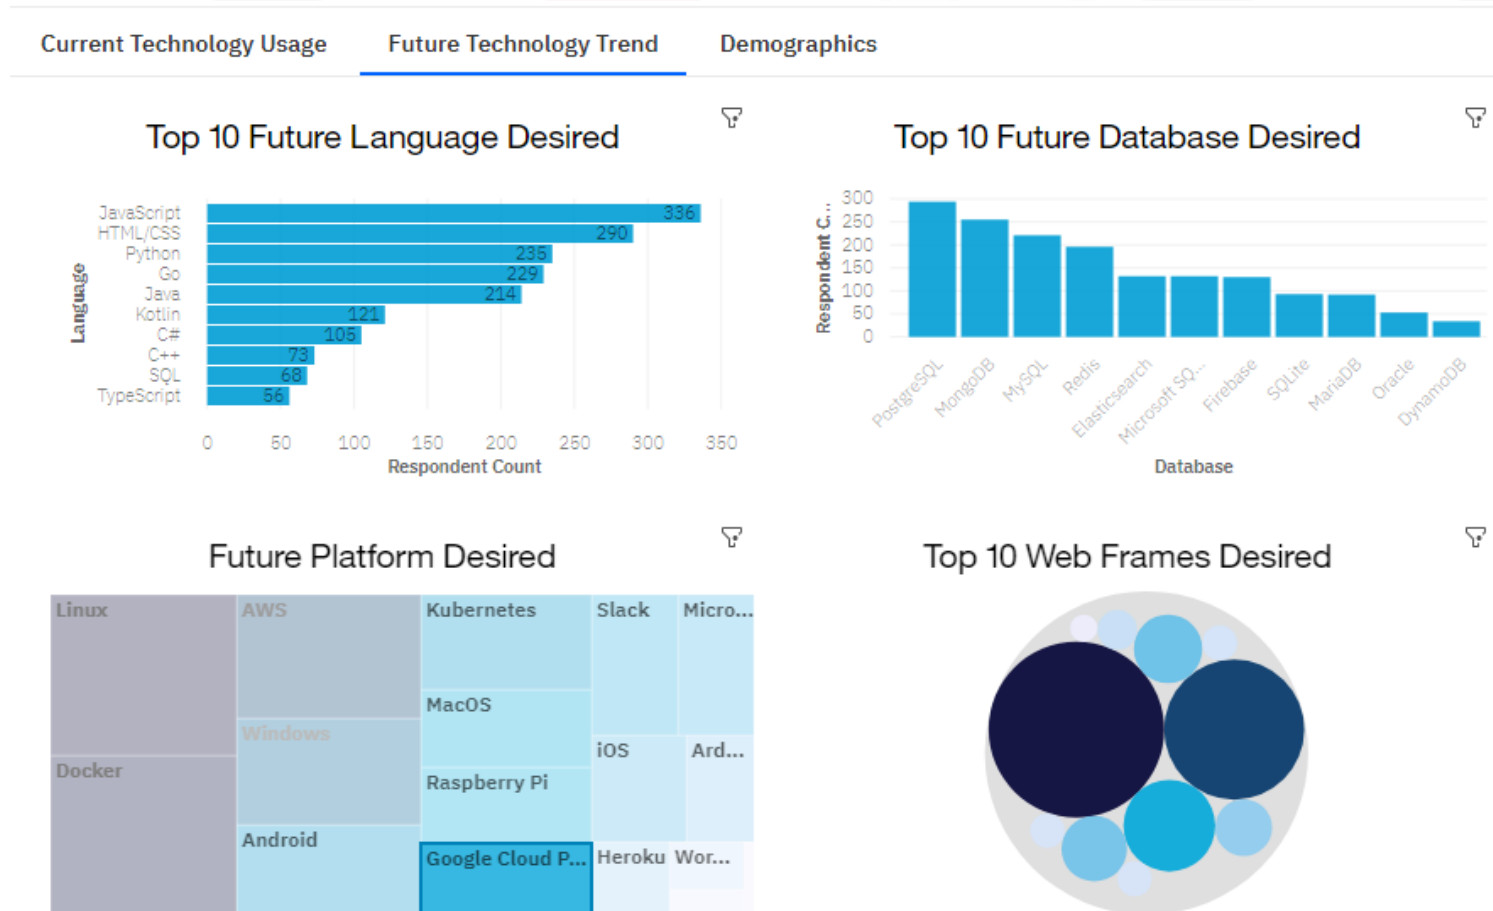 Current Technology Usage
Future Technology Trend
Demographics
Top 10 Future Language Desired
Language
JavaScript
336
HTML/CSS
290
Python
235
Go
229
Java
214
Kotlin
121
C#
105
C++
73
SQL
68
TypeScript
56
0 50 100 150 200 250 300 350
Respondent Count
Top 10 Future Database Desired
Respondent C...
300
250
200
150
100
50
0
PostgreSQL
MongoDB
MySQL
Redis
Elasticsearch
Microsoft SQ...
Firebase
SQLite
MariaDB
Oracle
DynamoDB
Database
Future Platform Desired
Linux
AWS
Kubernetes
Slack
Micro...
MacOS
Windows
iOS
Ard...
Docker
Raspberry Pi
Android
Google Cloud P...
Heroku
Wor...
Top 10 Web Frames Desired